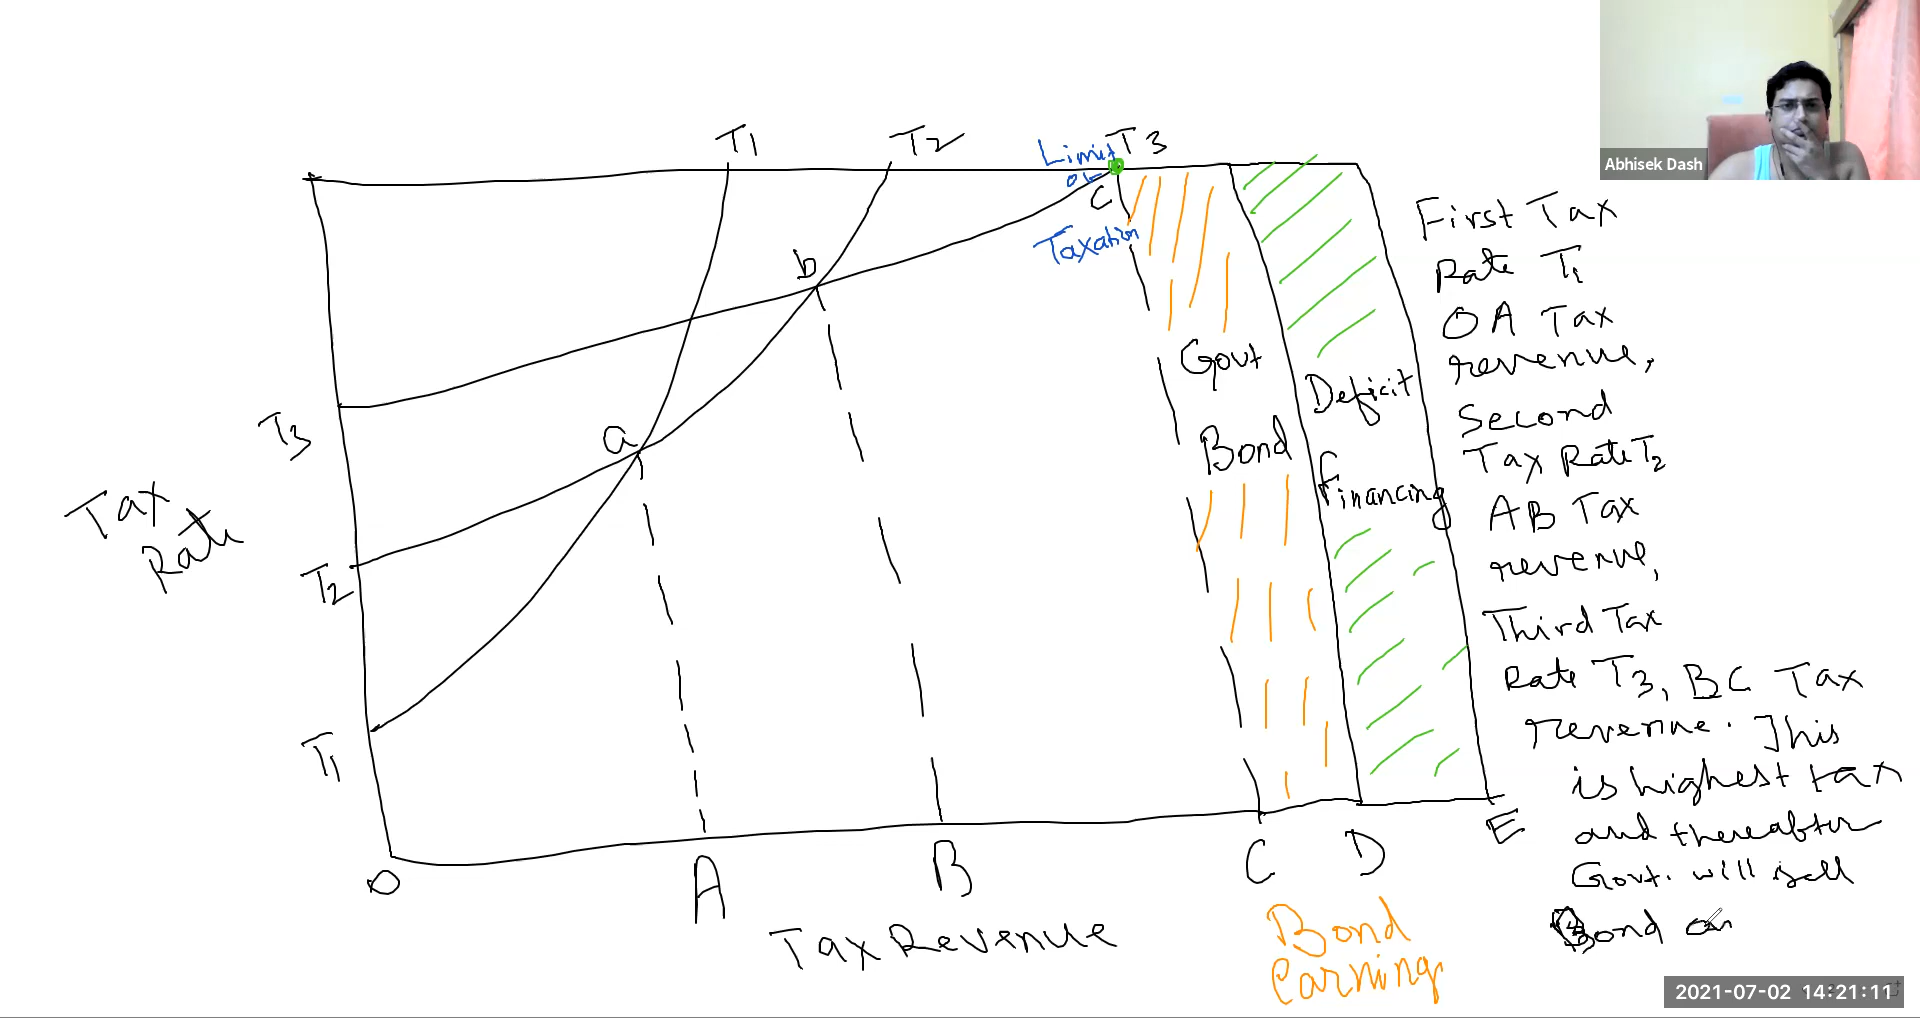 Abhisek Dash
T1
T2
Limit
of
T3
C
Taxation
b
a
T3
T2
T1
Tax
Rate
Govt
Bond
Deficit
Financing
First Tax
Rate T1
OA Tax
revenue,
Second
Tax Rate T2
AB Tax
revenue,
Third Tax
Rate T3, BC Tax
revenue. This
is highest tax
and thereafter
Govt. will sell
Bond an
O
A
B
C
D
E
Tax Revenue
Bond
Earning
2021-07-02 14:21:11